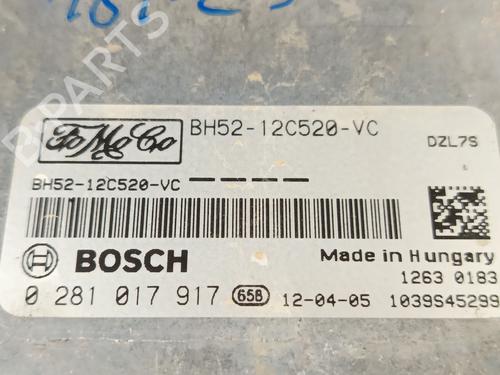 FoMoCo
BH52-12C520-VC
DZL7S
BH52-12C520-VC
BOSCH
Made in Hungary
1263 0183
0 281 017 917 658 12-04-05 1039S45299